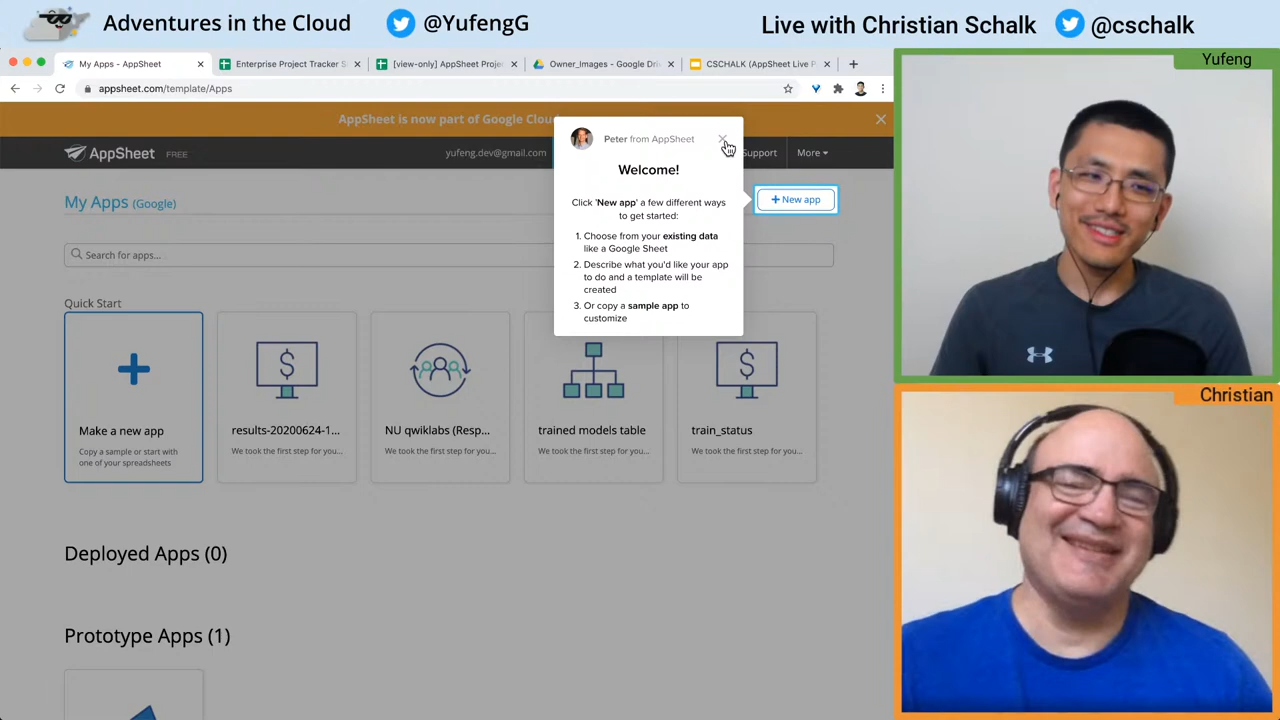 Adventures in the Cloud
@YufengG
Live with Christian Schalk
@cschalk
My Apps - AppSheet
Enterprise Project Tracker S
[view-only] AppSheet Proje
Owner_Images - Google Dri
CSCHALK (AppSheet Live P
appsheet.com/template/Apps
AppSheet is now part of Google Clou
AppSheet FREE
yufeng.dev@gmail.com
Support
More
My Apps (Google)
+ New app
Search for apps...
Peter from AppSheet
Welcome!
Click 'New app' a few different ways
to get started:
1. Choose from your existing data
like a Google Sheet
2. Describe what you'd like your app
to do and a template will be
created
3. Or copy a sample app to
customize
Quick Start
Make a new app
Copy a sample or start with
one of your spreadsheets
results-20200624-1...
We took the first step for you...
NU qwiklabs (Resp...
We took the first step for you...
trained models table
We took the first step for you...
train_status
We took the first step for you...
Deployed Apps (0)
Prototype Apps (1)
Yufeng
Christian